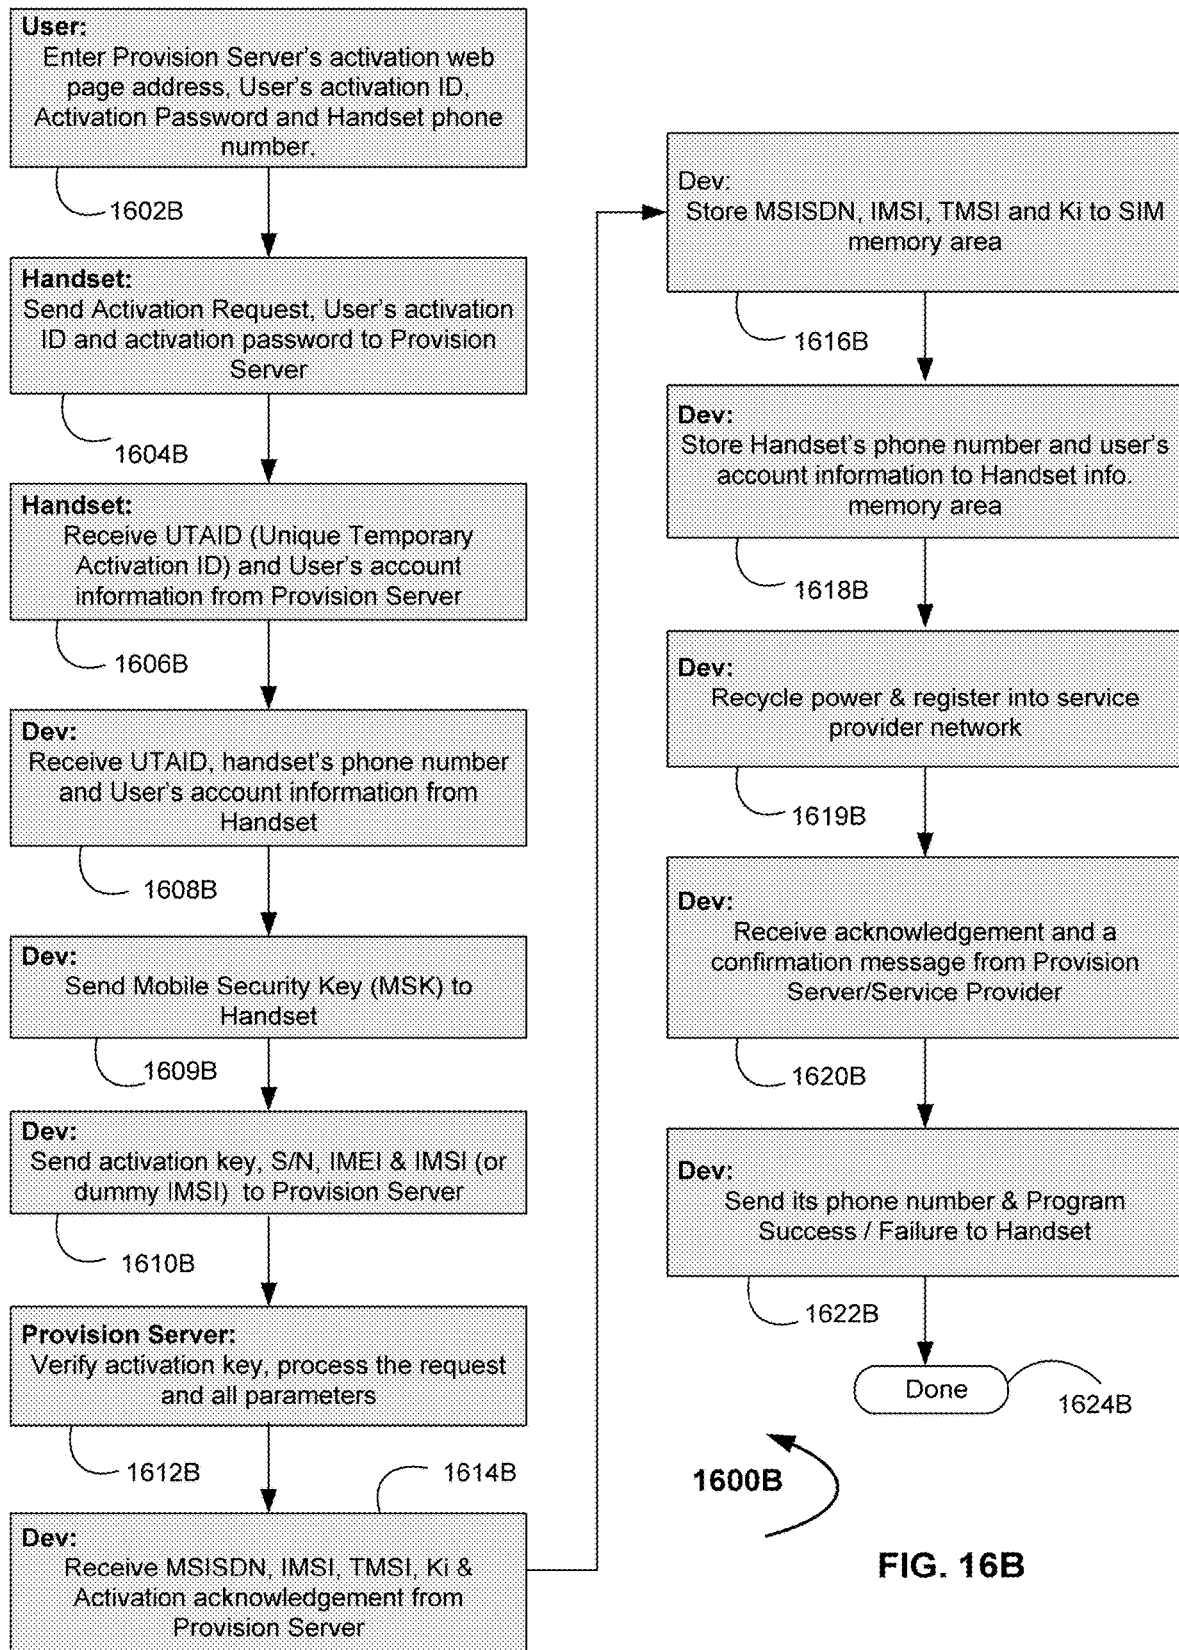 User:
Enter Provision Server's activation web
page address, User's activation ID,
Activation Password and Handset phone
number.
1602B
Handset:
Send Activation Request, User's activation
ID and activation password to Provision
Server
1604B
Handset:
Receive UTAID (Unique Temporary
Activation ID) and User's account
information from Provision Server
1606B
Dev:
Receive UTAID, handset's phone number
and User's account information from
Handset
1608B
Dev:
Send Mobile Security Key (MSK) to
Handset
1609B
Dev:
Send activation key, S/N, IMEI & IMSI (or
dummy IMSI) to Provision Server
1610B
Provision Server:
Verify activation key, process the request
and all parameters
1612B
1614B
Dev:
Receive MSISDN, IMSI, TMSI, Ki &
Activation acknowledgement from
Provision Server
Dev:
Store MSISDN, IMSI, TMSI and Ki to SIM
memory area
1616B
Dev:
Store Handset's phone number and user's
account information to Handset info.
memory area
1618B
Dev:
Recycle power & register into service
provider network
1619B
Dev:
Receive acknowledgement and a
confirmation message from Provision
Server/Service Provider
1620B
Dev:
Send its phone number & Program
Success / Failure to Handset
1622B
Done
1624B
1600B
FIG. 16B